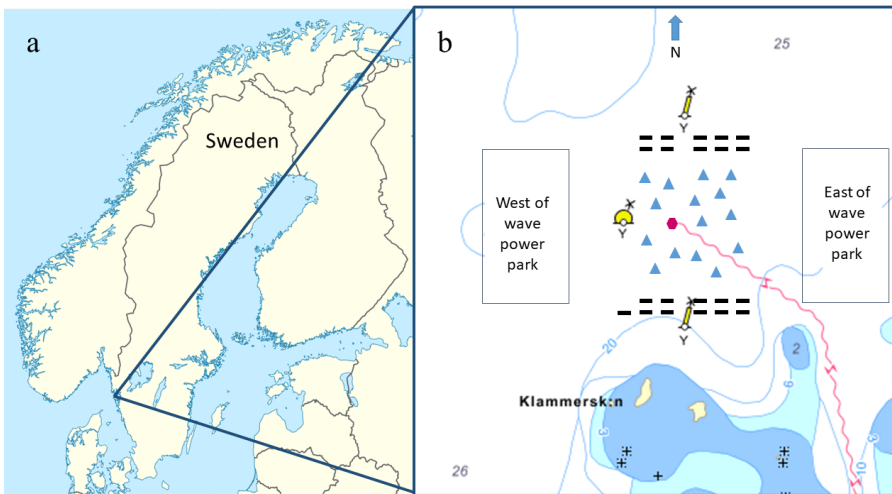 a
Sweden
b
N
25
Y
West of
wave
power
park
East of
wave
power
park
Y
Y
20
2
6
Klammersk:n
3
3
10
26